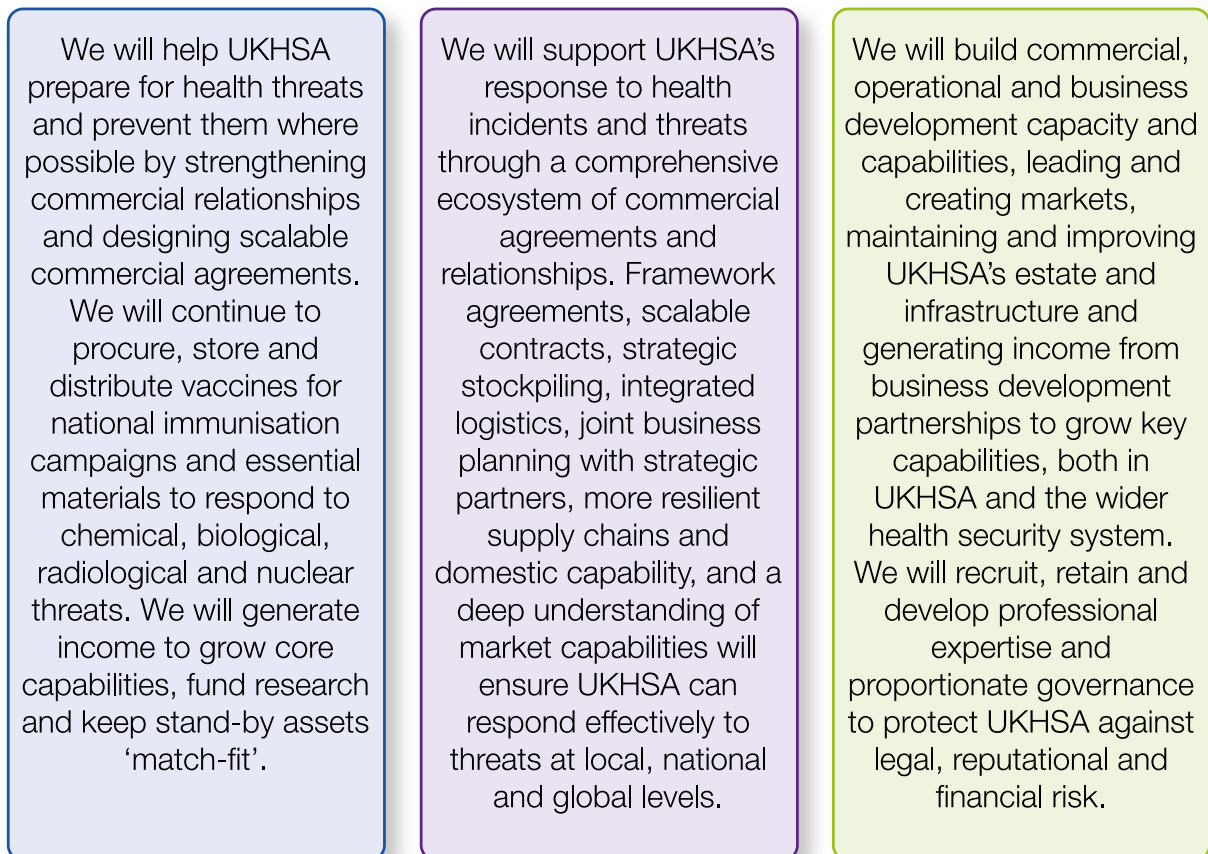 We will help UKHSA
prepare for health threats
and prevent them where
possible by strengthening
commercial relationships
and designing scalable
commercial agreements.
We will continue to
procure, store and
distribute vaccines for
national immunisation
campaigns and essential
materials to respond to
chemical, biological,
radiological and nuclear
threats. We will generate
income to grow core
capabilities, fund research
and keep stand-by assets
‘match-fit’.
We will support UKHSA’s
response to health
incidents and threats
through a comprehensive
ecosystem of commercial
agreements and
relationships. Framework
agreements, scalable
contracts, strategic
stockpiling, integrated
logistics, joint business
planning with strategic
partners, more resilient
supply chains and
domestic capability, and a
deep understanding of
market capabilities will
ensure UKHSA can
respond effectively to
threats at local, national
and global levels.
We will build commercial,
operational and business
development capacity and
capabilities, leading and
creating markets,
maintaining and improving
UKHSA’s estate and
infrastructure and
generating income from
business development
partnerships to grow key
capabilities, both in
UKHSA and the wider
health security system.
We will recruit, retain and
develop professional
expertise and
proportionate governance
to protect UKHSA against
legal, reputational and
financial risk.